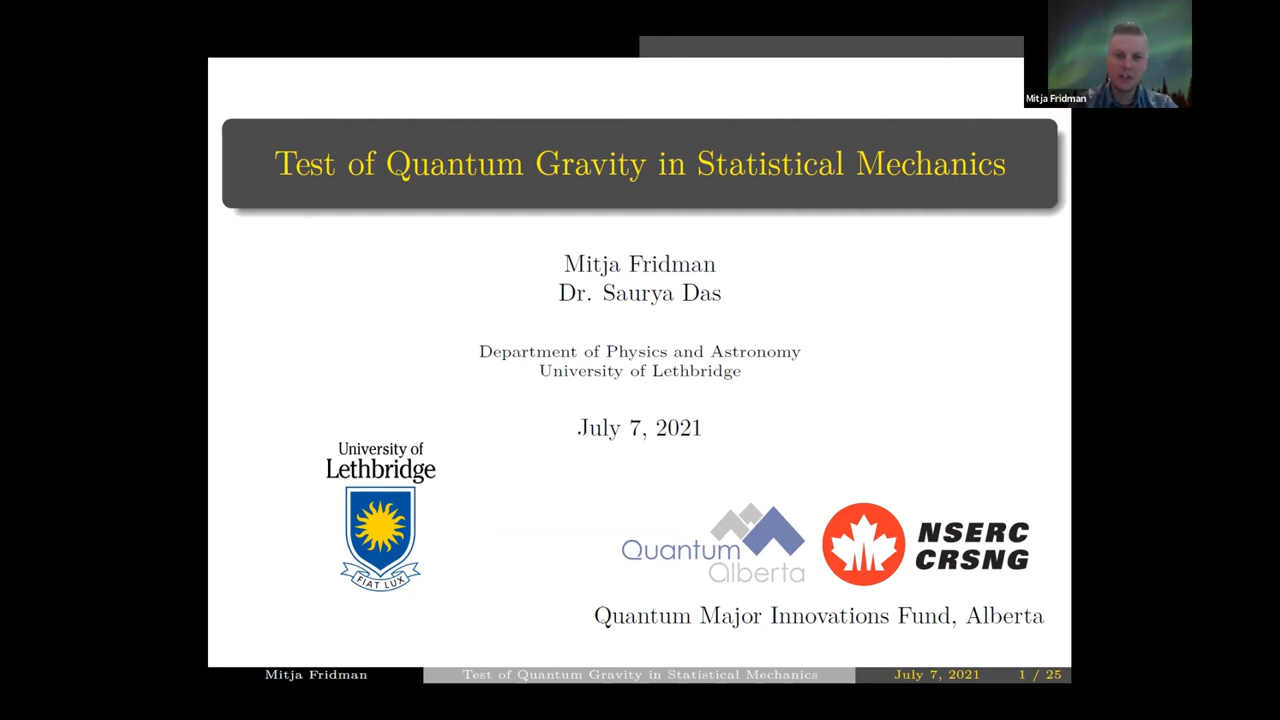 Mitja Fridman
Test of Quantum Gravity in Statistical Mechanics
Mitja Fridman
Dr. Saurya Das
Department of Physics and Astronomy
University of Lethbridge
July 7, 2021
University of
Lethbridge
FIAT LUX
Quantum
Alberta
NSERC
CRSNG
Quantum Major Innovations Fund, Alberta
Mitja Fridman Test of Quantum Gravity in Statistical Mechanics July 7, 2021 1 / 25